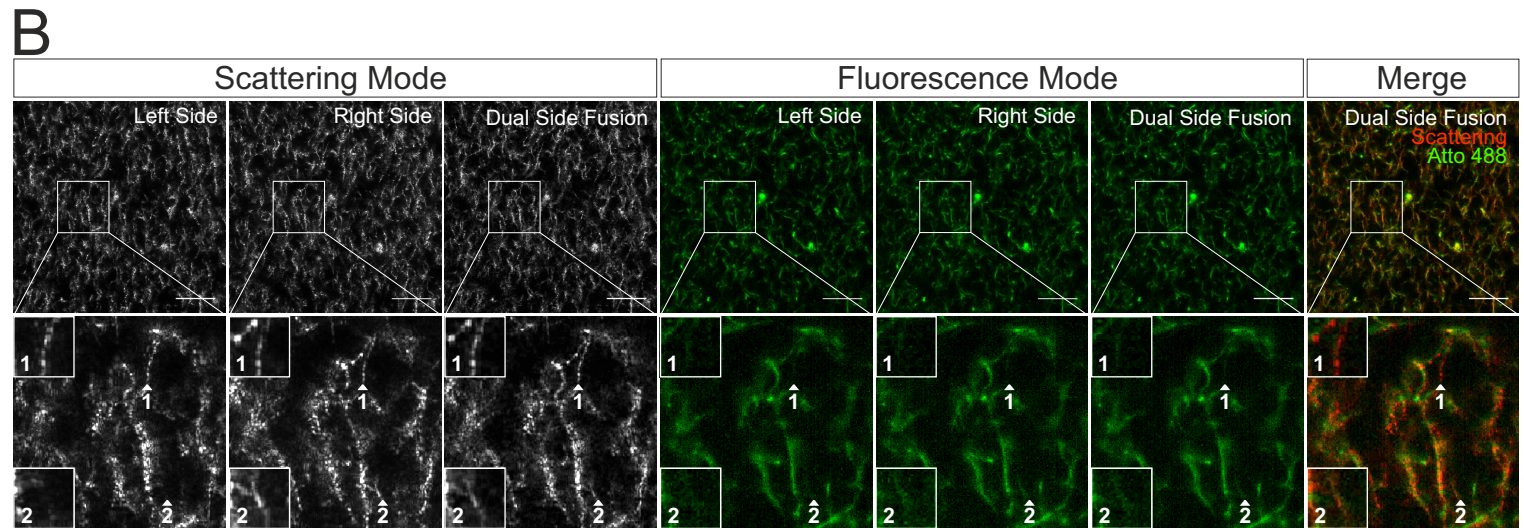 B
Scattering Mode
Fluorescence Mode
Merge
Left Side
Right Side
Dual Side Fusion
Left Side
Right Side
Dual Side Fusion
Dual Side Fusion
Scattering
Atto 488
1
1
1
1
1
1
1
1
1
1
1
1
1
1
2
2
2
2
2
2
2
2
2
2
2
2
2
2